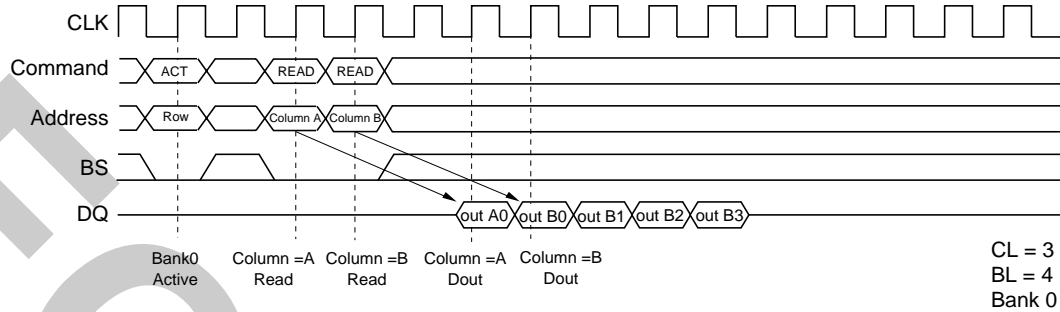 CLK
Command ACT READ READ
Address Row Column A Column B
BS
DQ out A0 out B0 out B1 out B2 out B3
Bank0 Column =A Column =B Column =A Column =B
Active Read Read Dout Dout
CL = 3
BL = 4
Bank 0